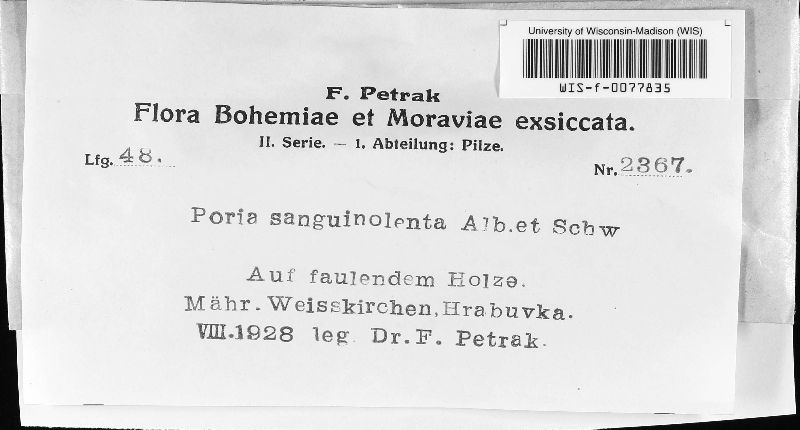 University of Wisconsin-Madison (WIS)
WIS-f-0077835
F. Petrak
Flora Bohemiae et Moraviae exsiccata.
II. Serie. — 1. Abteilung: Pilze.
Lfg. 48.
Nr. 2367.
Poria sanguinolenta Alb.et Schw
Auf faulendem Holze.
Mähr.Weisskirchen,Hrabuvka.
VIII.1928 leg Dr.F. Petrak.